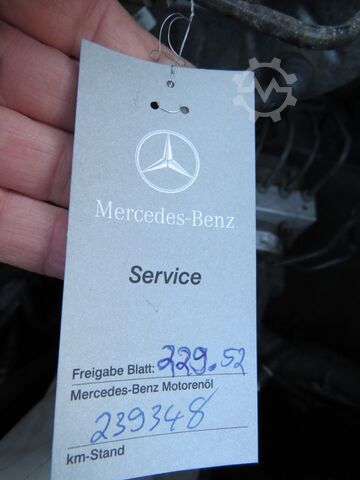 Mercedes-Benz
Service
Freigabe Blatt: 229.52
Mercedes-Benz Motorenöl
239348
km-Stand